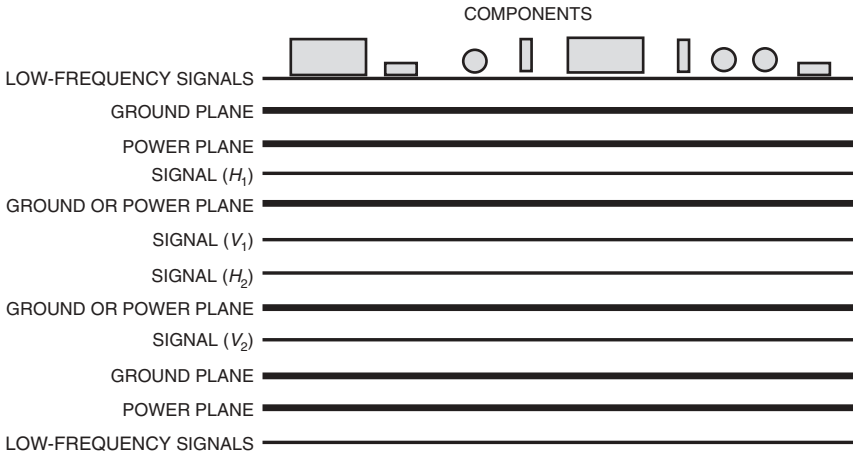 COMPONENTS
LOW-FREQUENCY SIGNALS
GROUND PLANE
POWER PLANE
SIGNAL (H₁)
GROUND OR POWER PLANE
SIGNAL (V₁)
SIGNAL (H₂)
GROUND OR POWER PLANE
SIGNAL (V₂)
GROUND PLANE
POWER PLANE
LOW-FREQUENCY SIGNALS